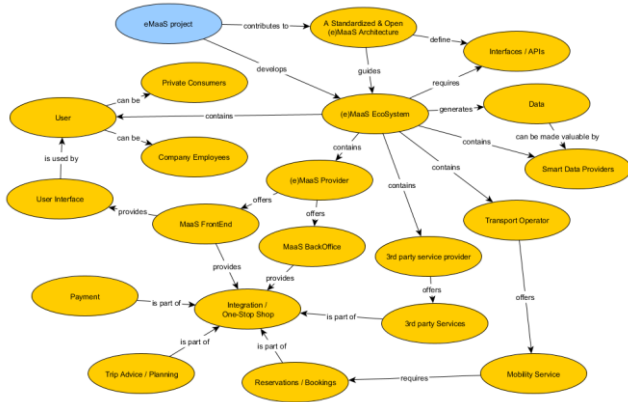 eMaaS project
contributes to
A Standardized & Open
(e)MaaS Architecture
define
Interfaces / APIs
develops
guides
requires
Private Consumers
can be
User
contains
(e)MaaS EcoSystem
generates
Data
can be
Company Employees
contains
can be made valuable by
Smart Data Providers
is used by
contains
contains
contains
(e)MaaS Provider
User Interface
provides
offers
offers
MaaS FrontEnd
MaaS BackOffice
3rd party service provider
Transport Operator
provides
provides
offers
offers
Payment
is part of
Integration /
One-Stop Shop
is part of
3rd party Services
is part of
is part of
Trip Advice / Planning
Reservations / Bookings
requires
Mobility Service